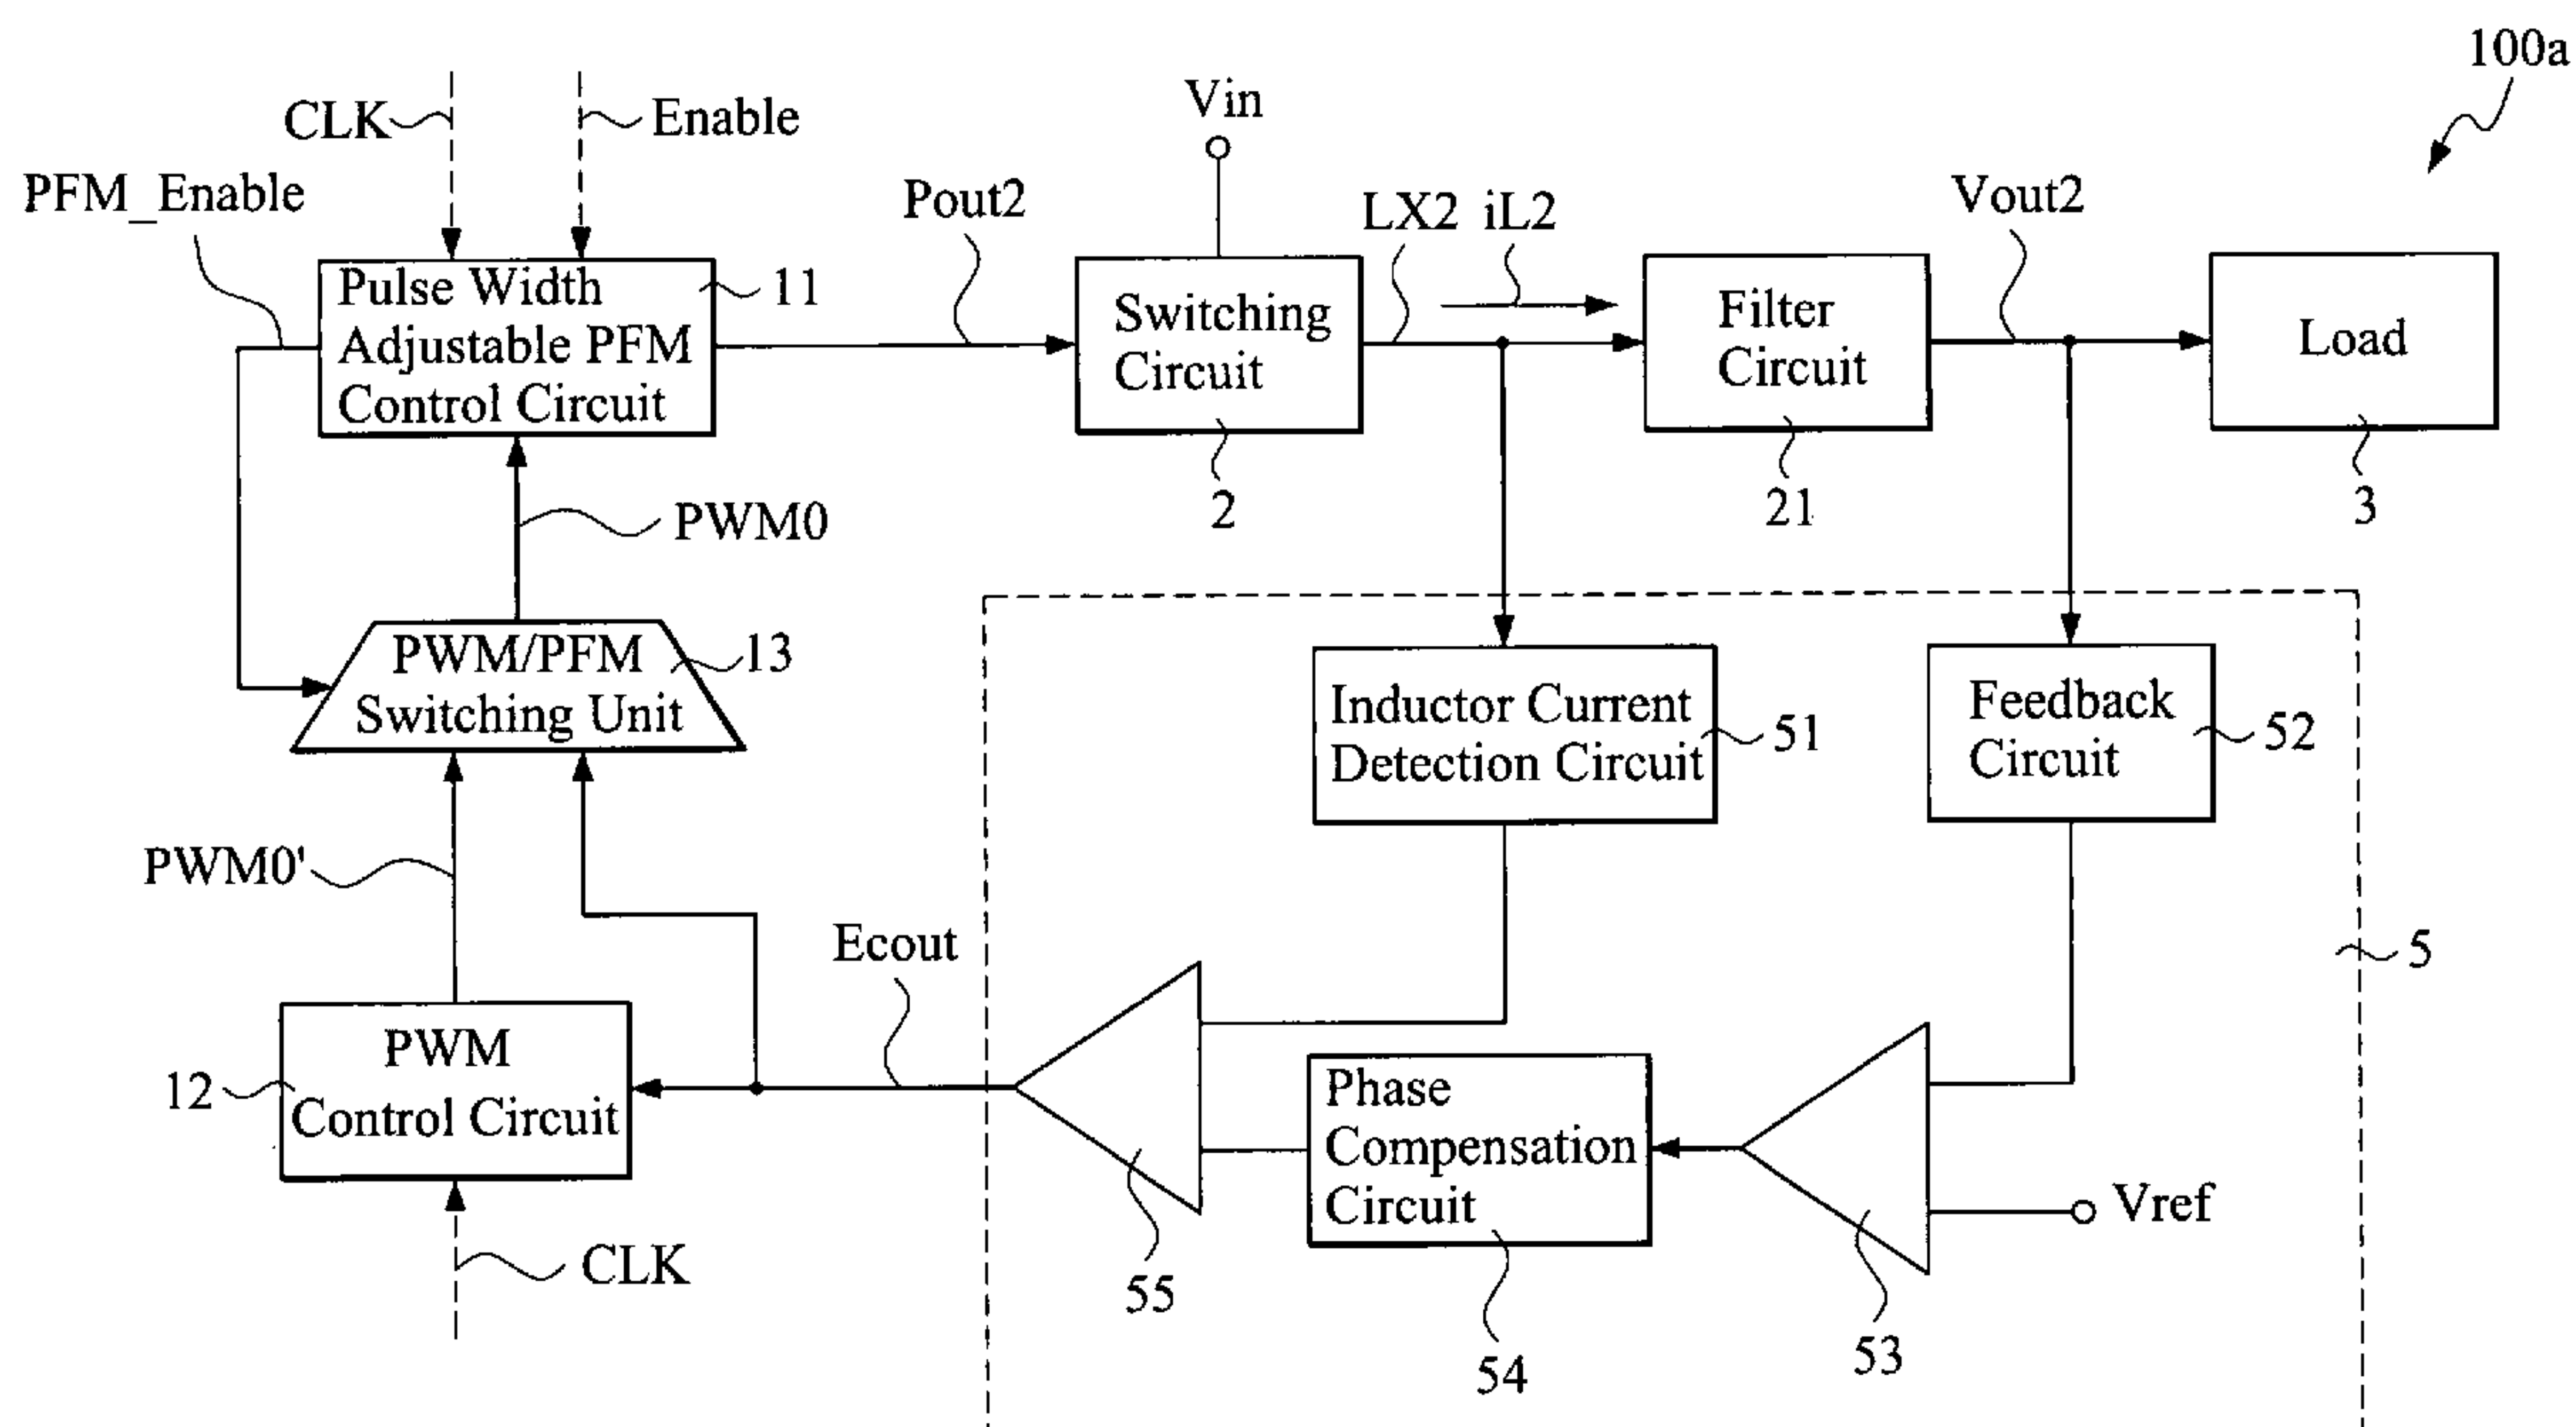 100a
CLK
Enable
Vin
PFM_Enable
Pout2
LX2
iL2
Vout2
Pulse Width
Adjustable PFM
Control Circuit
11
Switching
Circuit
2
Filter
Circuit
21
Load
3
PWM0
PWM/PFM
Switching Unit
13
Inductor Current
Detection Circuit
51
Feedback
Circuit
52
PWM0'
Ecout
5
PWM
Control Circuit
12
Phase
Compensation
Circuit
54
Vref
CLK
55
53